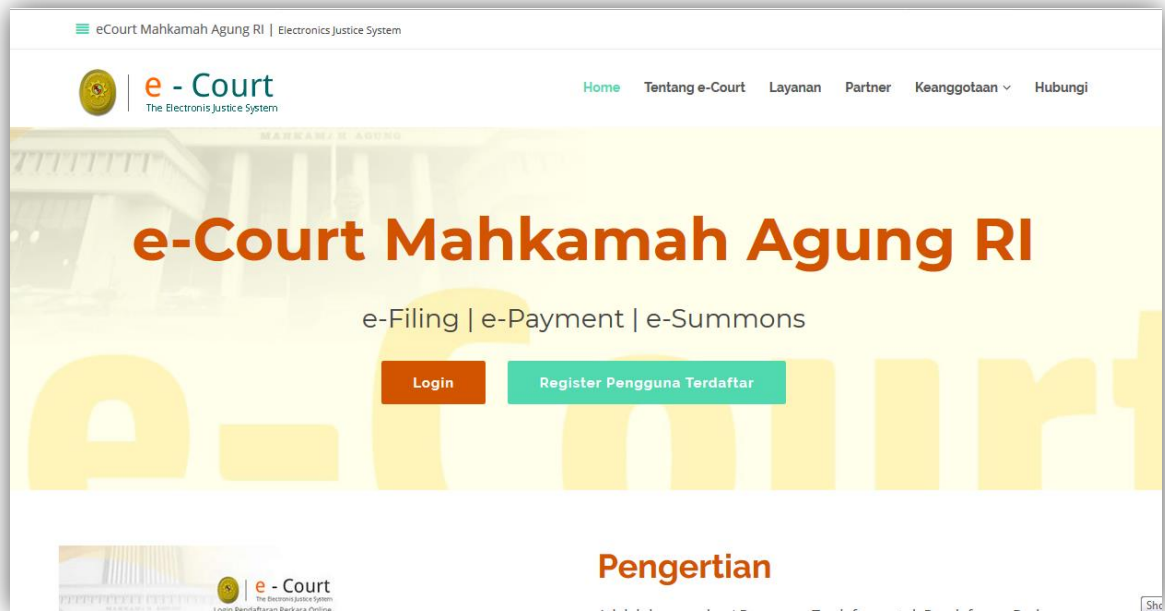 eCourt Mahkamah Agung RI | Electronics Justice System
e - Court
The Electronis Justice System
Home Tentang e-Court Layanan Partner Keanggotaan Hubungi
MAHKAMAH AGUNG
e-Court Mahkamah Agung RI
e-Filing | e-Payment | e-Summons
Login Register Pengguna Terdaftar
e-Court
e - Court
The Electronis Justice System
Login Pendaftaran Perkara Online
Pengertian
Sho